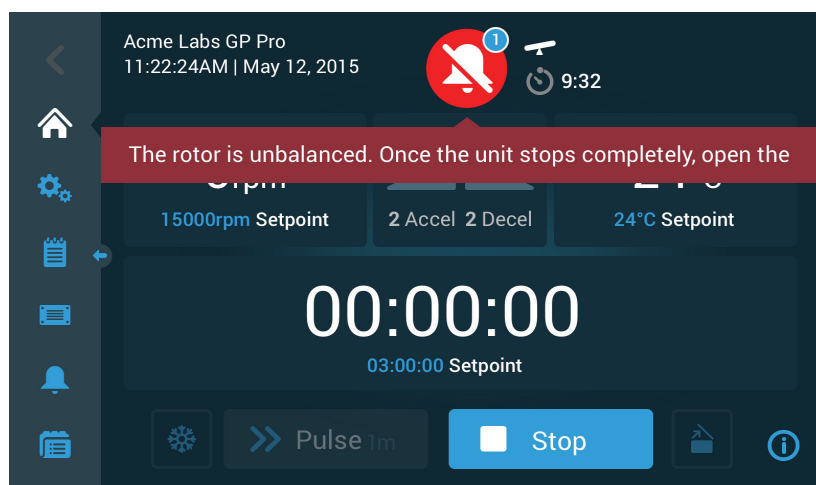 Acme Labs GP Pro
1
11:22:24AM | May 12, 2015
9:32
The rotor is unbalanced. Once the unit stops completely, open the
15000rpm Setpoint
2 Accel 2 Decel
24°C Setpoint
00:00:00
03:00:00 Setpoint
Pulse 1m
Stop